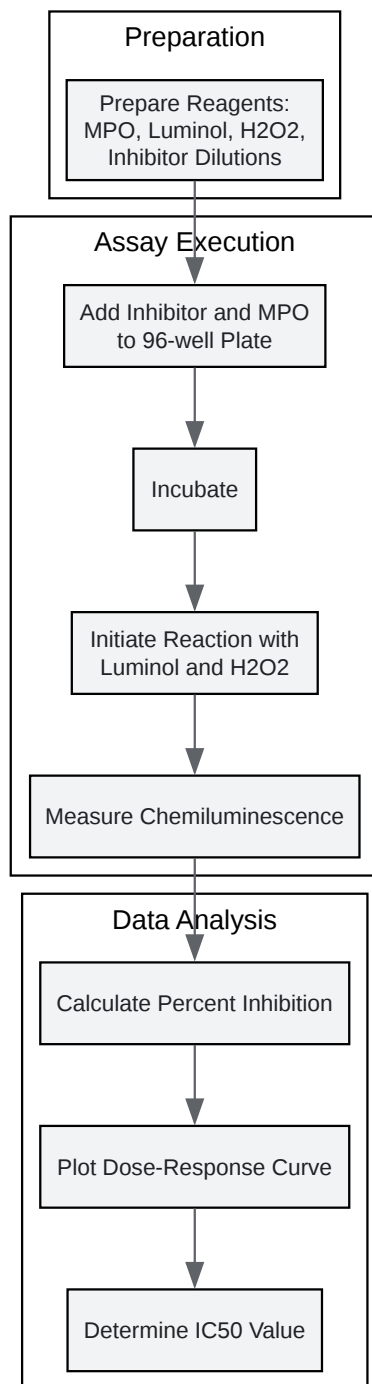 Preparation
Prepare Reagents:
MPO, Luminol, H2O2,
Inhibitor Dilutions
Assay Execution
Add Inhibitor and MPO
to 96-well Plate
Incubate
Initiate Reaction with
Luminol and H2O2
Measure Chemiluminescence
Data Analysis
Calculate Percent Inhibition
Plot Dose-Response Curve
Determine IC50 Value